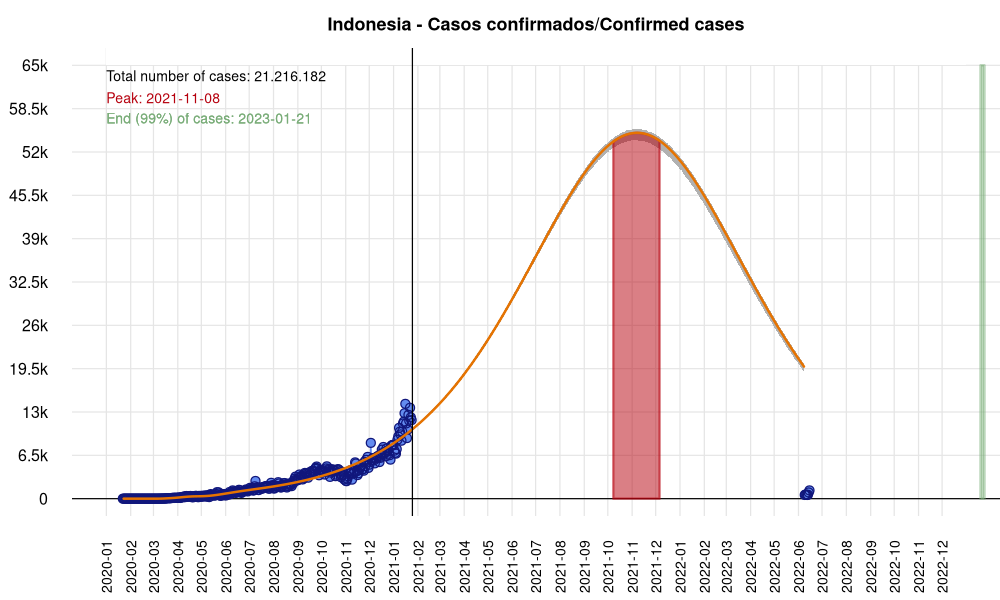 Indonesia - Casos confirmados/Confirmed cases
Total number of cases: 21.216.182
Peak: 2021-11-08
End (99%) of cases: 2023-01-21
65k
58.5k
52k
45.5k
39k
32.5k
26k
19.5k
13k
6.5k
0
2020-01
2020-02
2020-03
2020-04
2020-05
2020-06
2020-07
2020-08
2020-09
2020-10
2020-11
2020-12
2021-01
2021-02
2021-03
2021-04
2021-05
2021-06
2021-07
2021-08
2021-09
2021-10
2021-11
2021-12
2022-01
2022-02
2022-03
2022-04
2022-05
2022-06
2022-07
2022-08
2022-09
2022-10
2022-11
2022-12